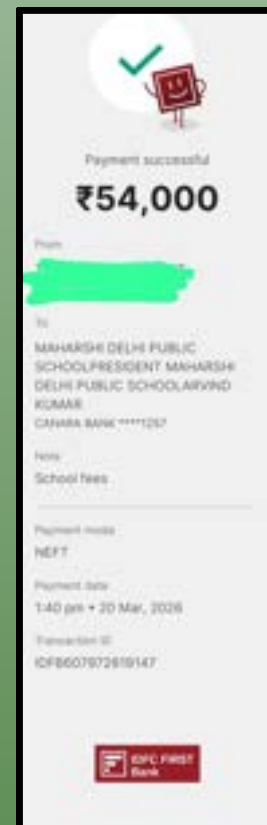 Payment successful
₹54,000
From
To
MAHARSHI DELHI PUBLIC
SCHOOLPRESIDENT MAHARSHI
DELHI PUBLIC SCHOOLARVIND
KUMAR
CANARA BANK ****1257
Note
School fees
Payment mode
NEFT
Payment date
1:40 pm • 20 Mar, 2026
Transaction ID
IDFC FIRST
Bank